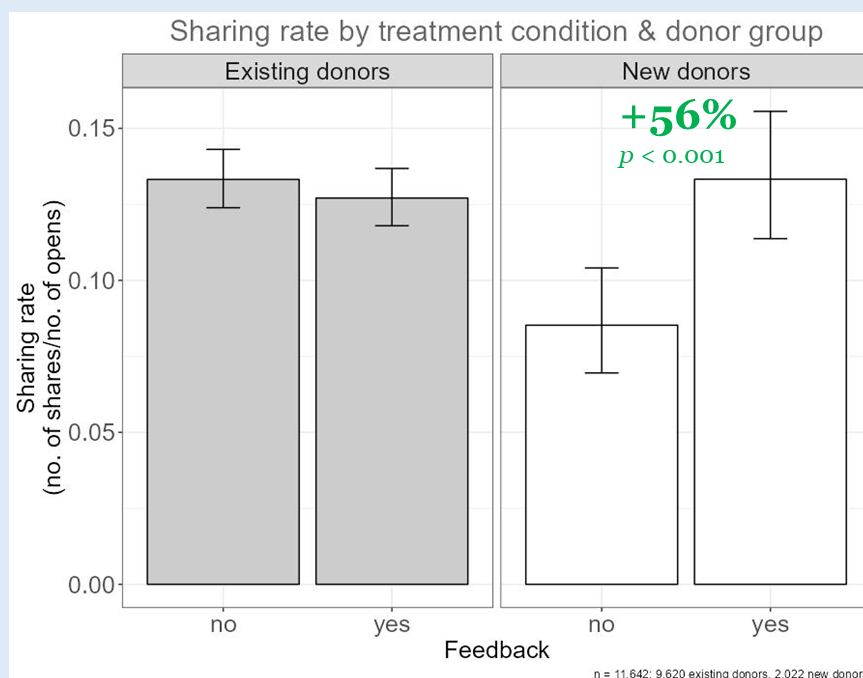 Sharing rate by treatment condition & donor group
Existing donors
New donors
+56%
p < 0.001
Sharing rate
(no. of shares/no. of opens)
0.15
0.10
0.05
0.00
no
yes
no
yes
Feedback
n = 11,642; 9,620 existing donors, 2,022 new donor